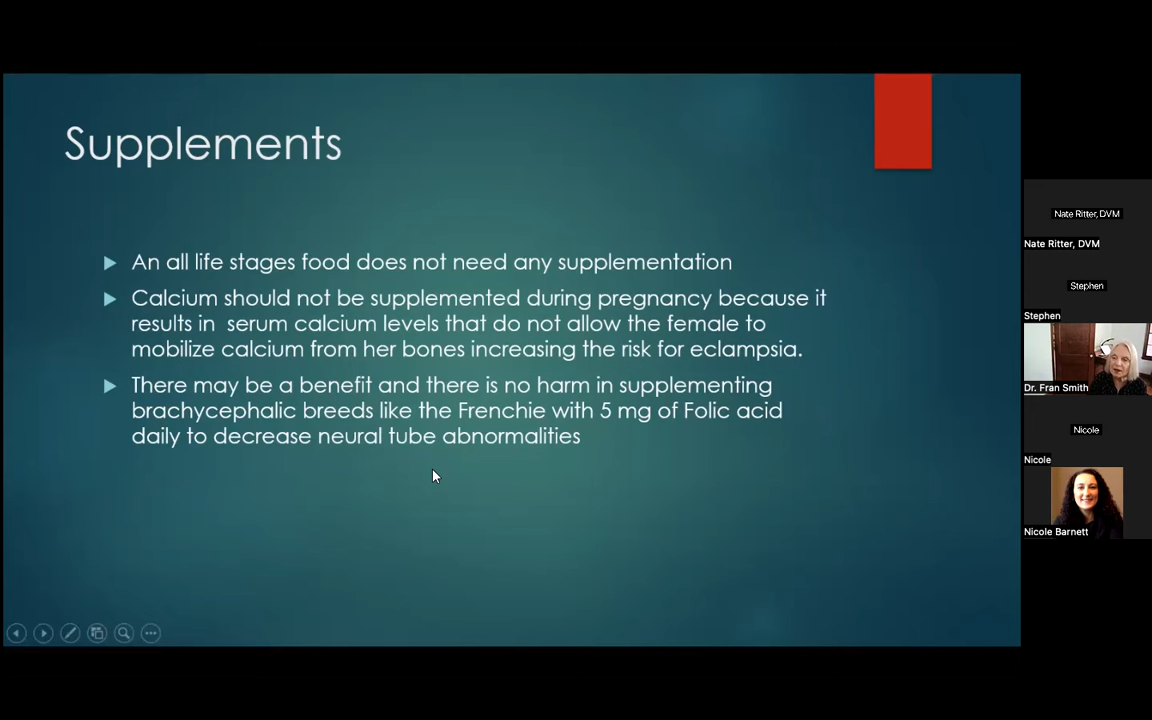 Supplements
An all life stages food does not need any supplementation
Calcium should not be supplemented during pregnancy because it
results in  serum calcium levels that do not allow the female to
mobilize calcium from her bones increasing the risk for eclampsia.
There may be a benefit and there is no harm in supplementing
brachycephalic breeds like the Frenchie with 5 mg of Folic acid
daily to decrease neural tube abnormalities
Nate Ritter, DVM
Nate Ritter, DVM
Stephen
Stephen
Dr. Fran Smith
Nicole
Nicole
Nicole Barnett